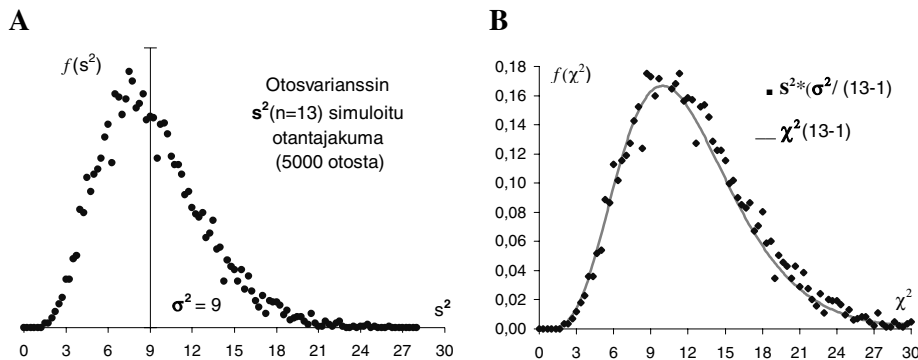 A
f(s²)
Otosvarianssin
s²(n=13) simuloitu
otantajakuma
(5000 otosta)
σ² = 9
s²
0 3 6 9 12 15 18 21 24 27 30
B
f(χ²)
0,18
0,16
0,14
0,12
0,10
0,08
0,06
0,04
0,02
0,00
s²*(σ²/ (13-1)
χ²(13-1)
χ²
0 3 6 9 12 15 18 21 24 27 30